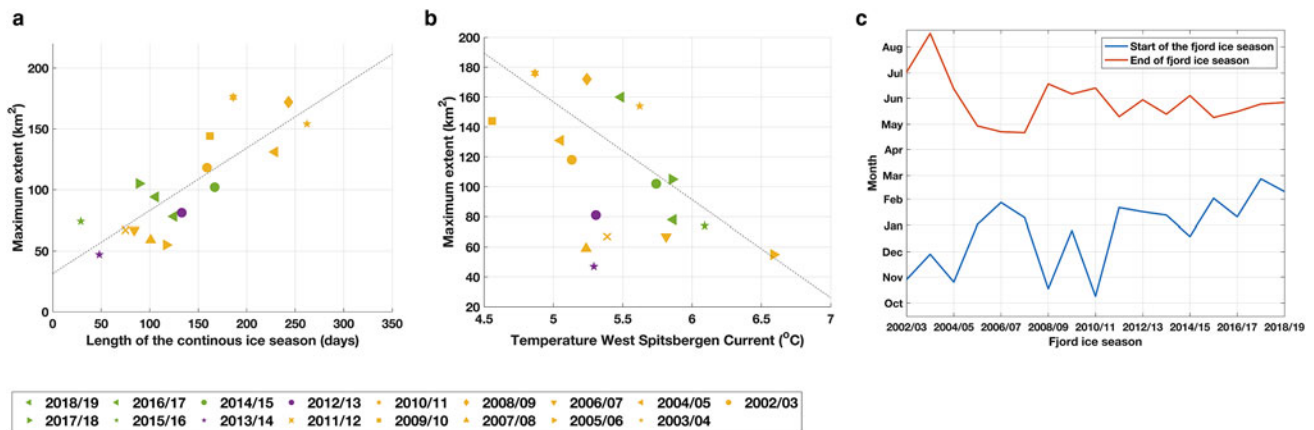 a
Maximum extent (km2)
200
150
100
50
0
0 50 100 150 200 250 300 350
Length of the continous ice season (days)
b
Maximum extent (km2)
200
180
160
140
120
100
80
60
40
20
4.5 5 5.5 6 6.5 7
Temperature West Spitsbergen Current (°C)
c
Month
Aug
Jul
Jun
May
Apr
Mar
Feb
Jan
Dec
Nov
Oct
Start of the fjord ice season
End of fjord ice season
2002/03 2004/05 2006/07 2008/09 2010/11 2012/13 2014/15 2016/17 2018/19
Fjord ice season
2018/19 2016/17 2014/15 2012/13 2010/11 2008/09 2006/07 2004/05 2002/03
2017/18 2015/16 2013/14 2011/12 2009/10 2007/08 2005/06 2003/04